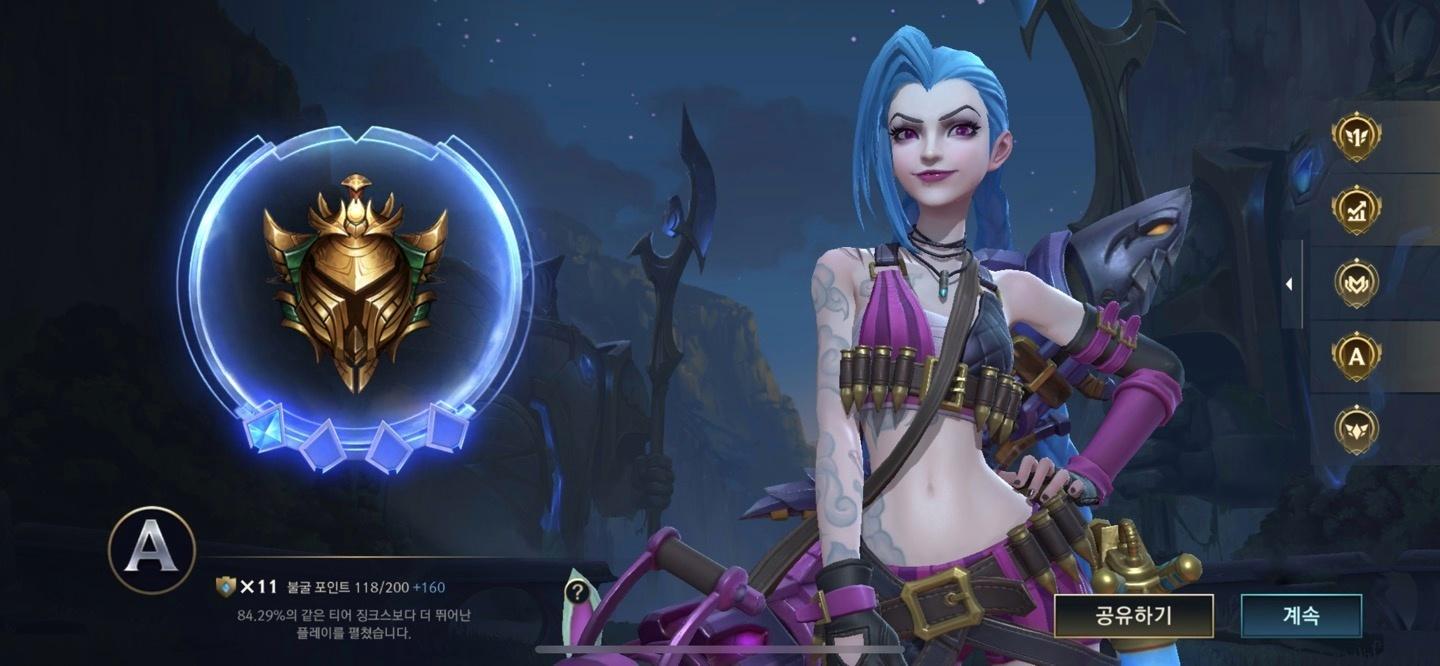 1
A
A
×11 불굴 포인트 118/200 +160
?
84.29%의 같은 티어 징크스보다 더 뛰어난
플레이를 펼쳤습니다.
공유하기
계속